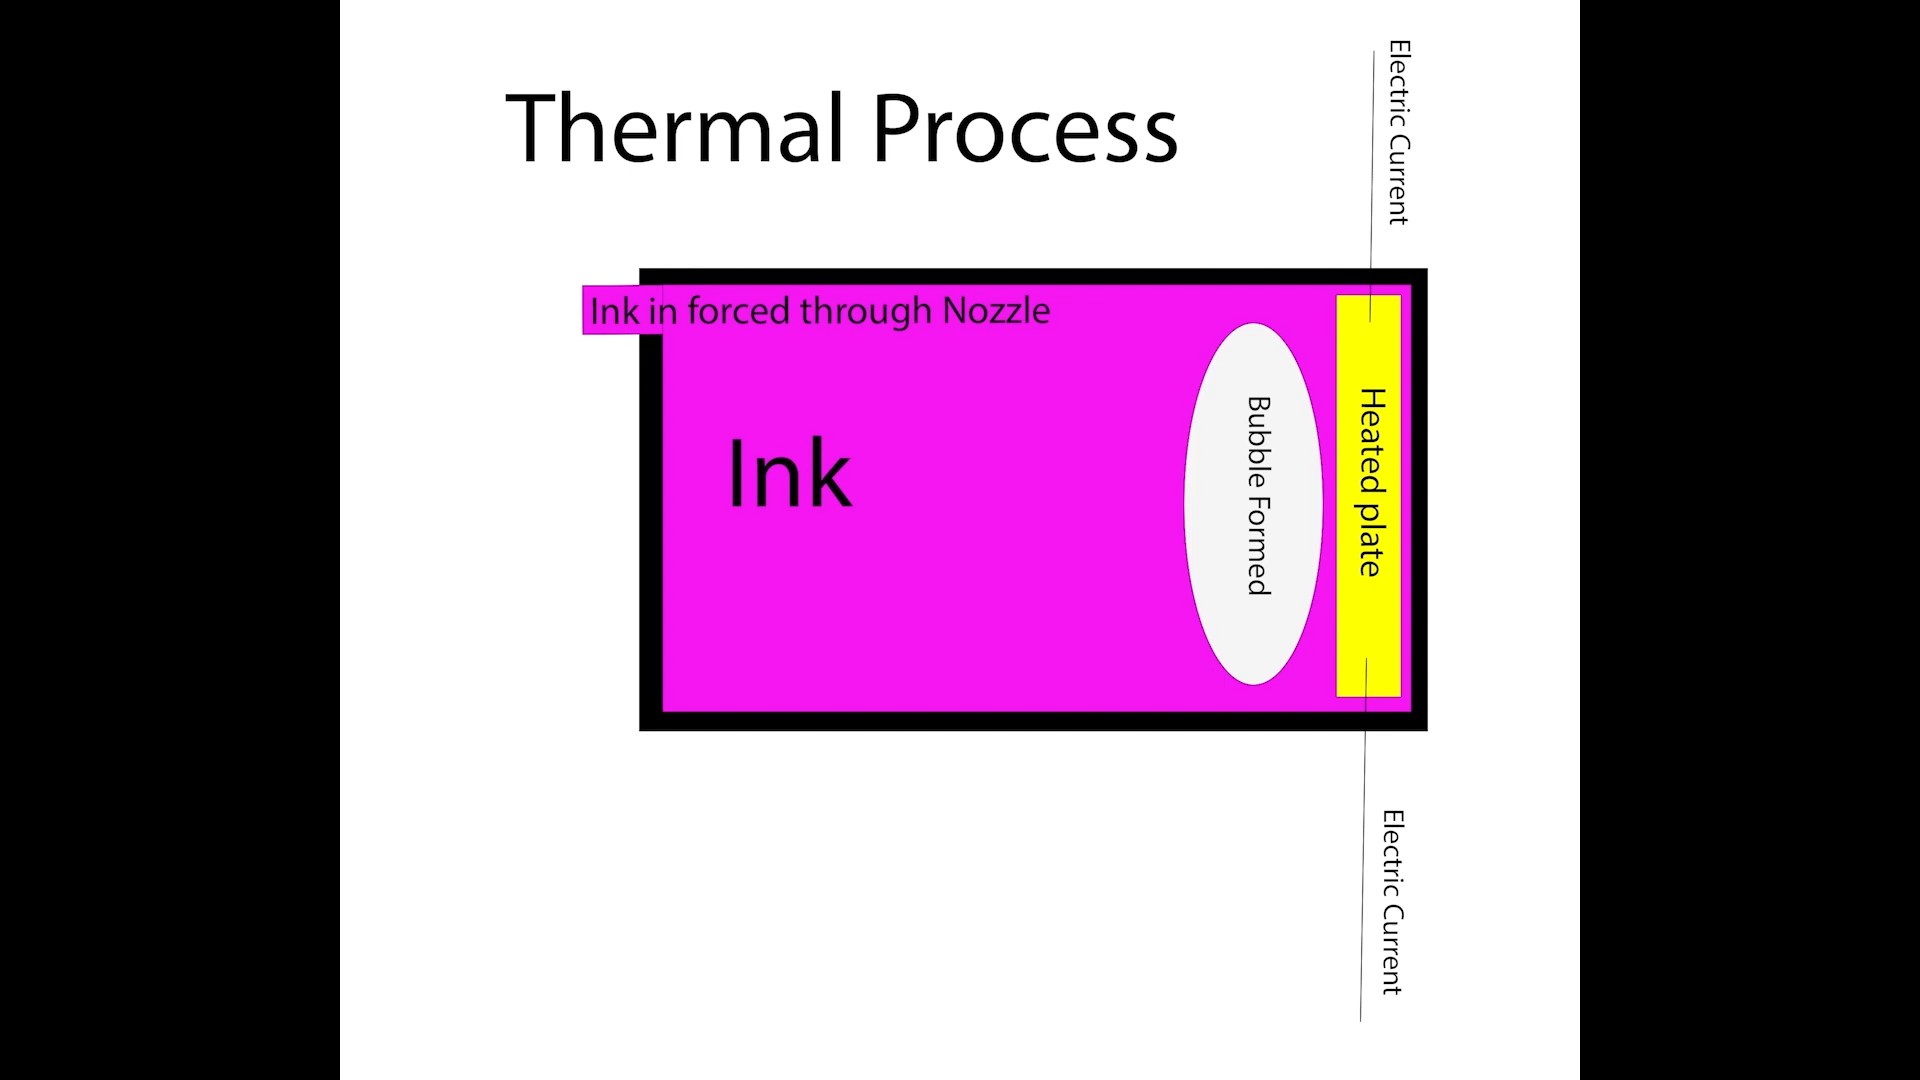 Thermal Process
Electric Current
Ink in forced through Nozzle
Ink
Bubble Formed
Heated plate
Electric Current